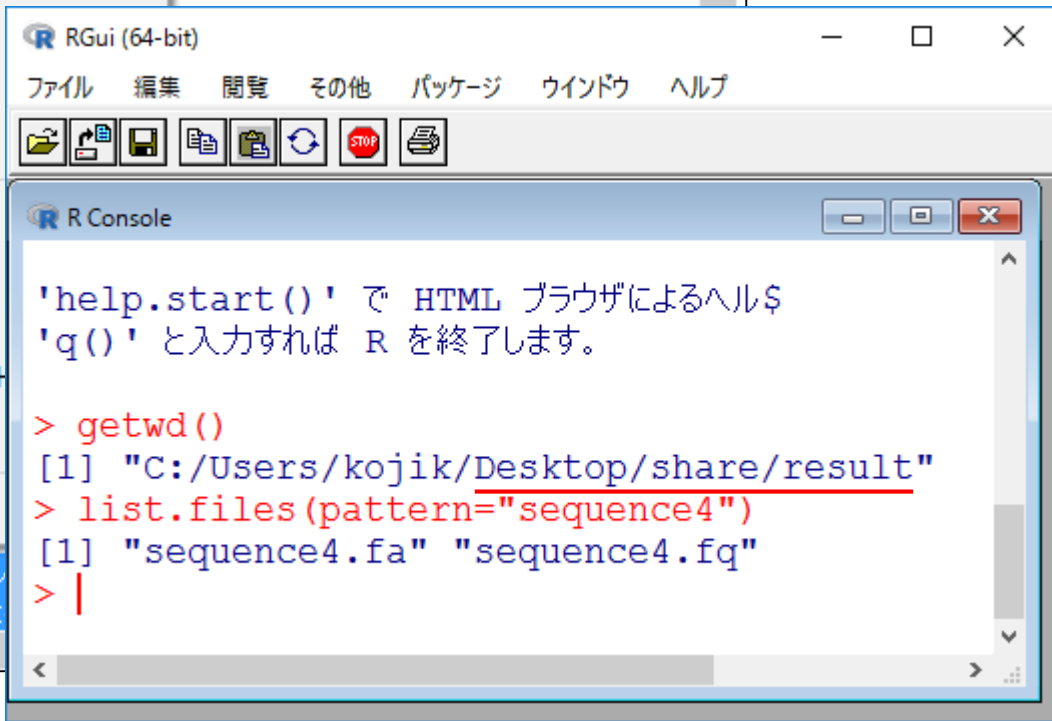 RGui (64-bit)
ファイル 編集 閲覧 その他 パッケージ ウインドウ ヘルプ
STOP
R Console
'help.start()' で HTML ブラウザによるヘル$
'q()' と入力すれば R を終了します。
> getwd()
[1] "C:/Users/kojik/Desktop/share/result"
> list.files(pattern="sequence4")
[1] "sequence4.fa" "sequence4.fq"
>